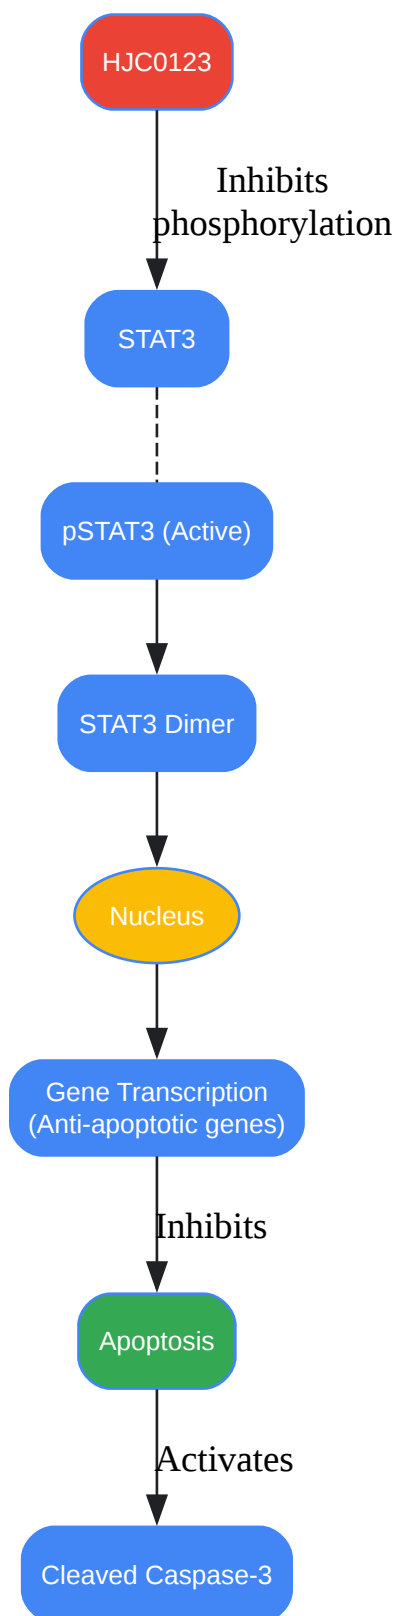 HJC0123
Inhibits
phosphorylation
STAT3
pSTAT3 (Active)
STAT3 Dimer
Nucleus
Gene Transcription
(Anti-apoptotic genes)
Inhibits
Apoptosis
Activates
Cleaved Caspase-3